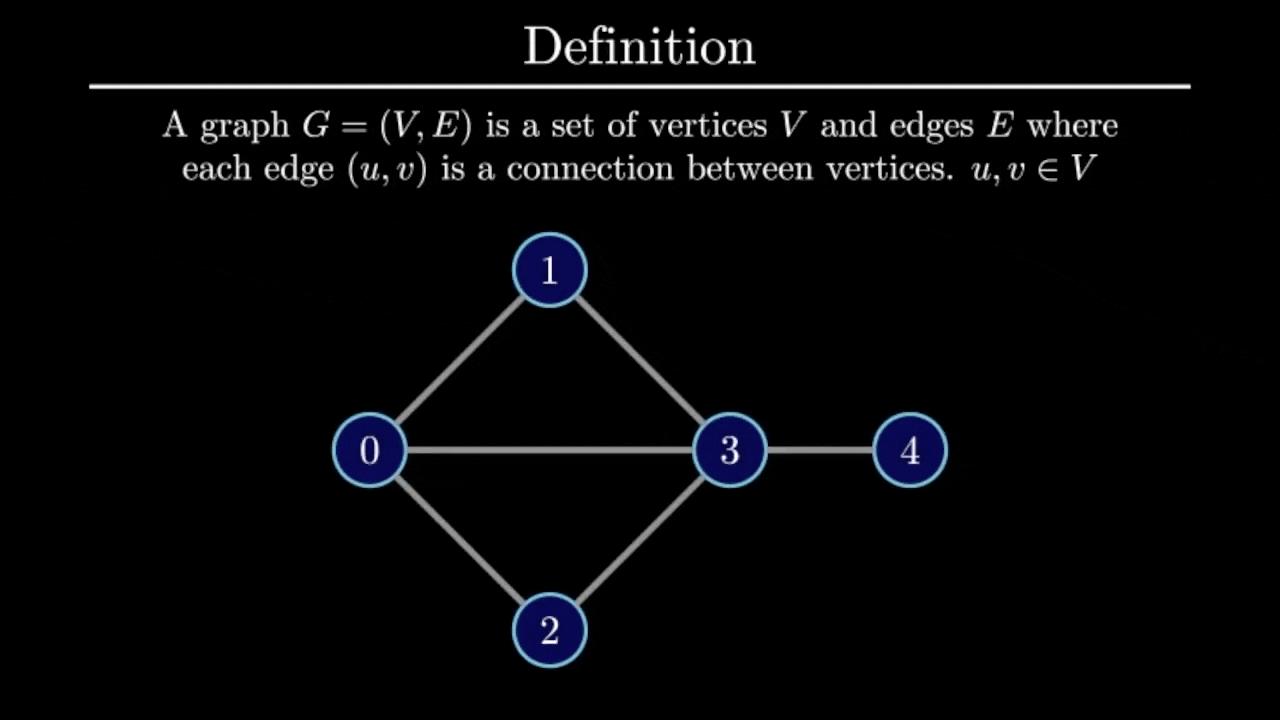 Definition
A graph G = (V, E) is a set of vertices V and edges E where
each edge (u, v) is a connection between vertices. u, v ∈ V
1
0
3
4
2